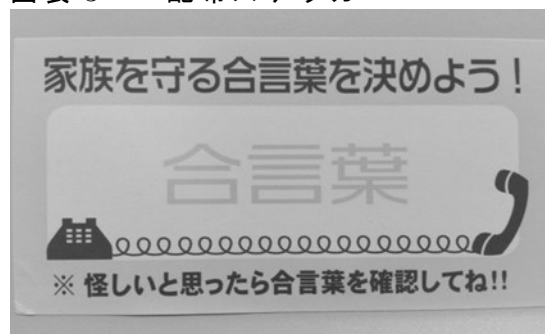 家族を守る合言葉を決めよう！
合言葉
※ 怪しいと思ったら合言葉を確認してね!!